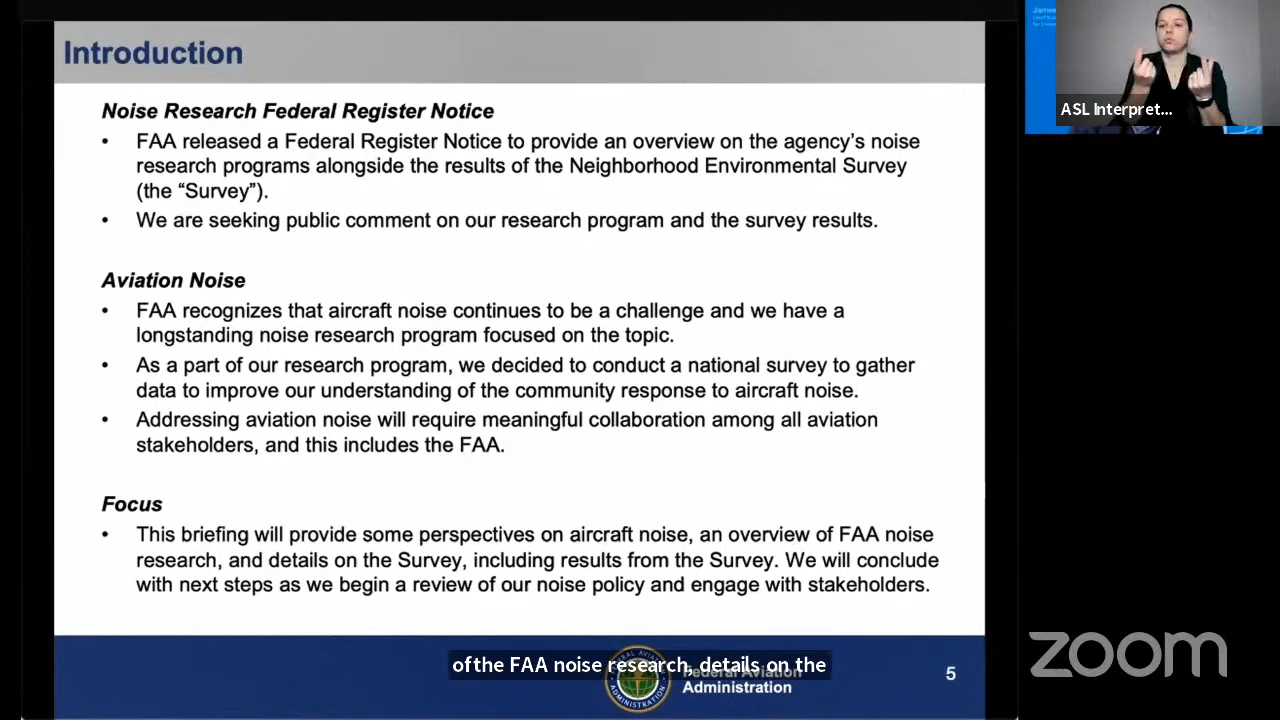 Introduction
Noise Research Federal Register Notice
• FAA released a Federal Register Notice to provide an overview on the agency's noise
research programs alongside the results of the Neighborhood Environmental Survey
(the “Survey”).
• We are seeking public comment on our research program and the survey results.
Aviation Noise
• FAA recognizes that aircraft noise continues to be a challenge and we have a
longstanding noise research program focused on the topic.
• As a part of our research program, we decided to conduct a national survey to gather
data to improve our understanding of the community response to aircraft noise.
• Addressing aviation noise will require meaningful collaboration among all aviation
stakeholders, and this includes the FAA.
Focus
• This briefing will provide some perspectives on aircraft noise, an overview of FAA noise
research, and details on the Survey, including results from the Survey. We will conclude
with next steps as we begin a review of our noise policy and engage with stakeholders.
ofthe FAA noise research, details on the
Federal Aviation
Administration
5
James
ASL Interpret...
zoom